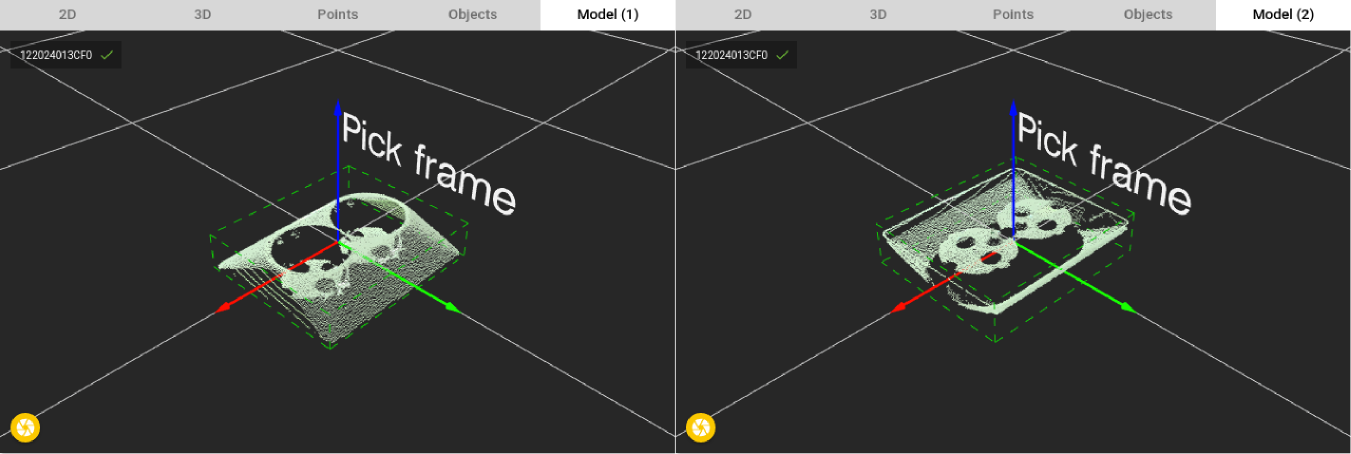 2D 3D Points Objects Model (1)
122024013CF0
Pick frame
2D 3D Points Objects Model (2)
122024013CF0
Pick frame